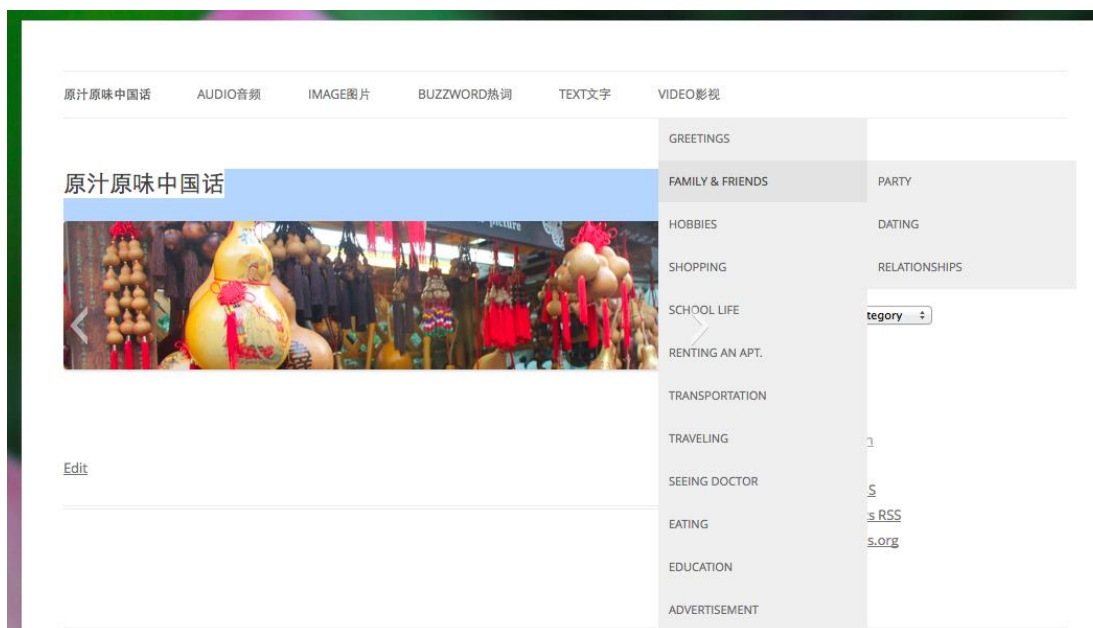 原汁原味中国话 AUDIO音频 IMAGE图片 BUZZWORD热词 TEXT文字 VIDEO影视
GREETINGS
原汁原味中国话
FAMILY & FRIENDS PARTY
HOBBIES DATING
picture
SHOPPING RELATIONSHIPS
SCHOOL LIFE tegory
RENTING AN APT.
TRANSPORTATION
TRAVELING
Edit
SEEING DOCTOR S
s RSS
EATING
s.org
EDUCATION
ADVERTISEMENT